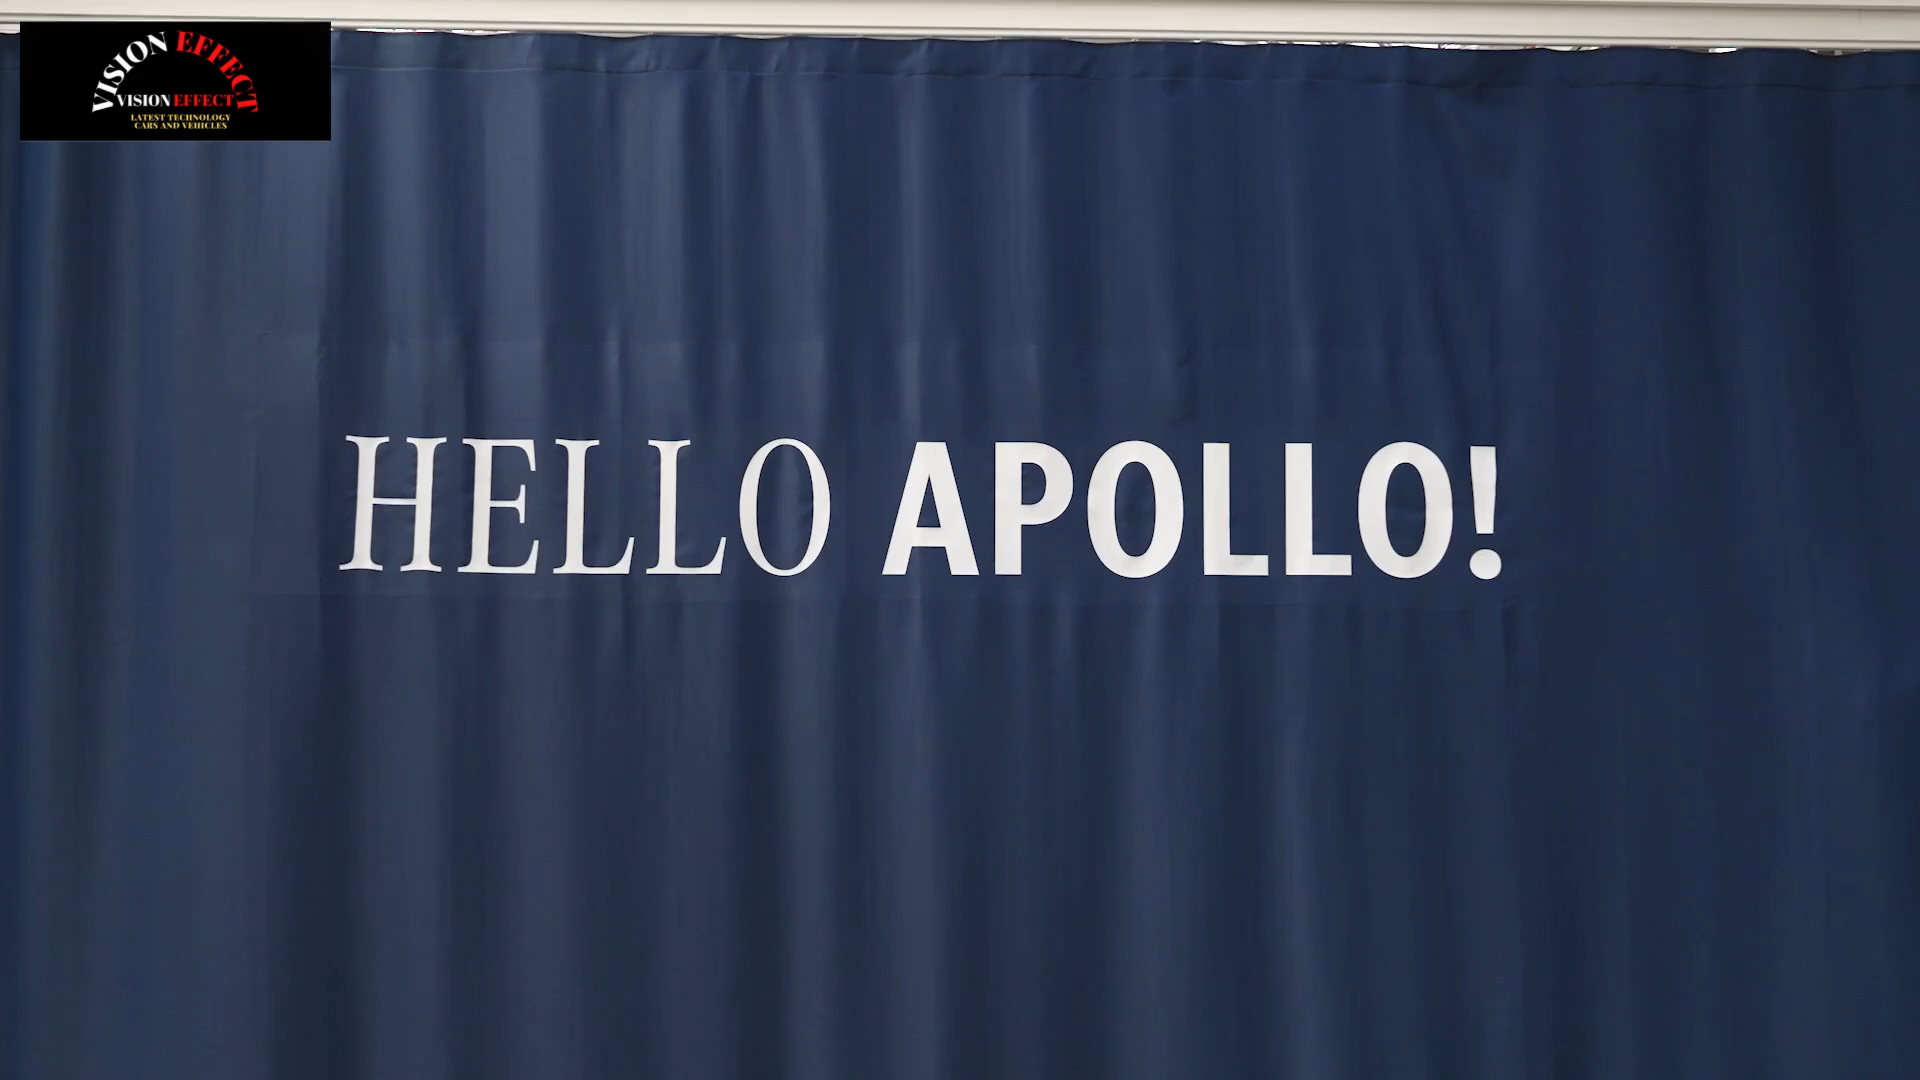 VISION EFFECT
VISION EFFECT
LATEST TECHNOLOGY
CARS AND VEHICLES
HELLO APOLLO!